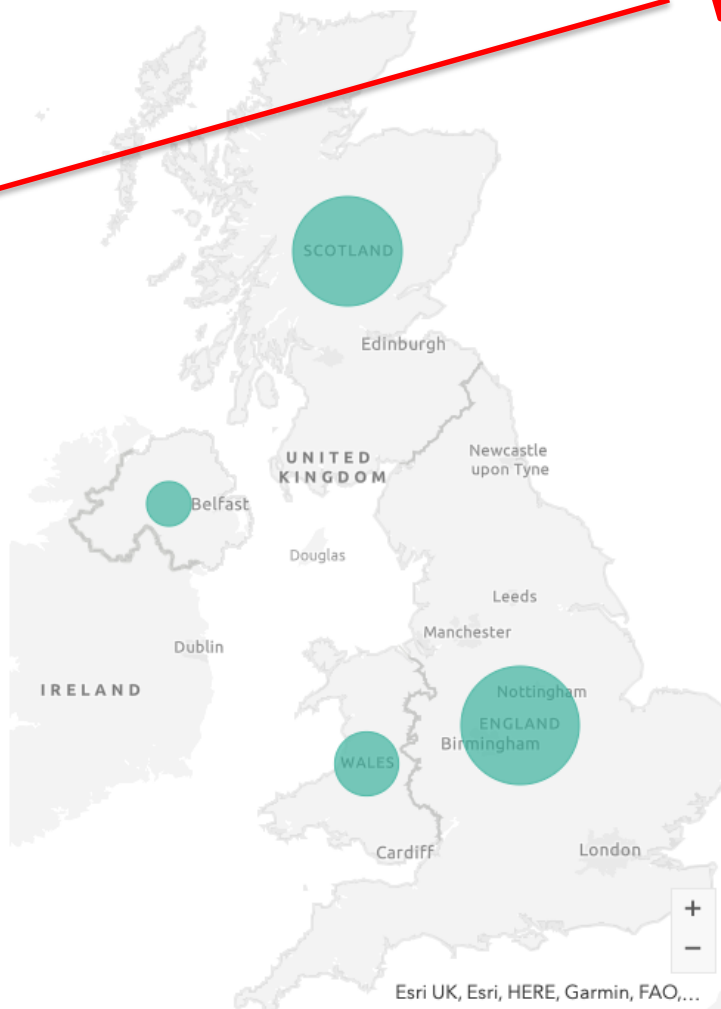 SCOTLAND
Edinburgh
UNITED
KINGDOM
Newcastle
upon Tyne
Belfast
Douglas
Leeds
Manchester
Dublin
IRELAND
Nottingham
ENGLAND
Birmingham
WALES
Cardiff
London
+
−
Esri UK, Esri, HERE, Garmin, FAO,...